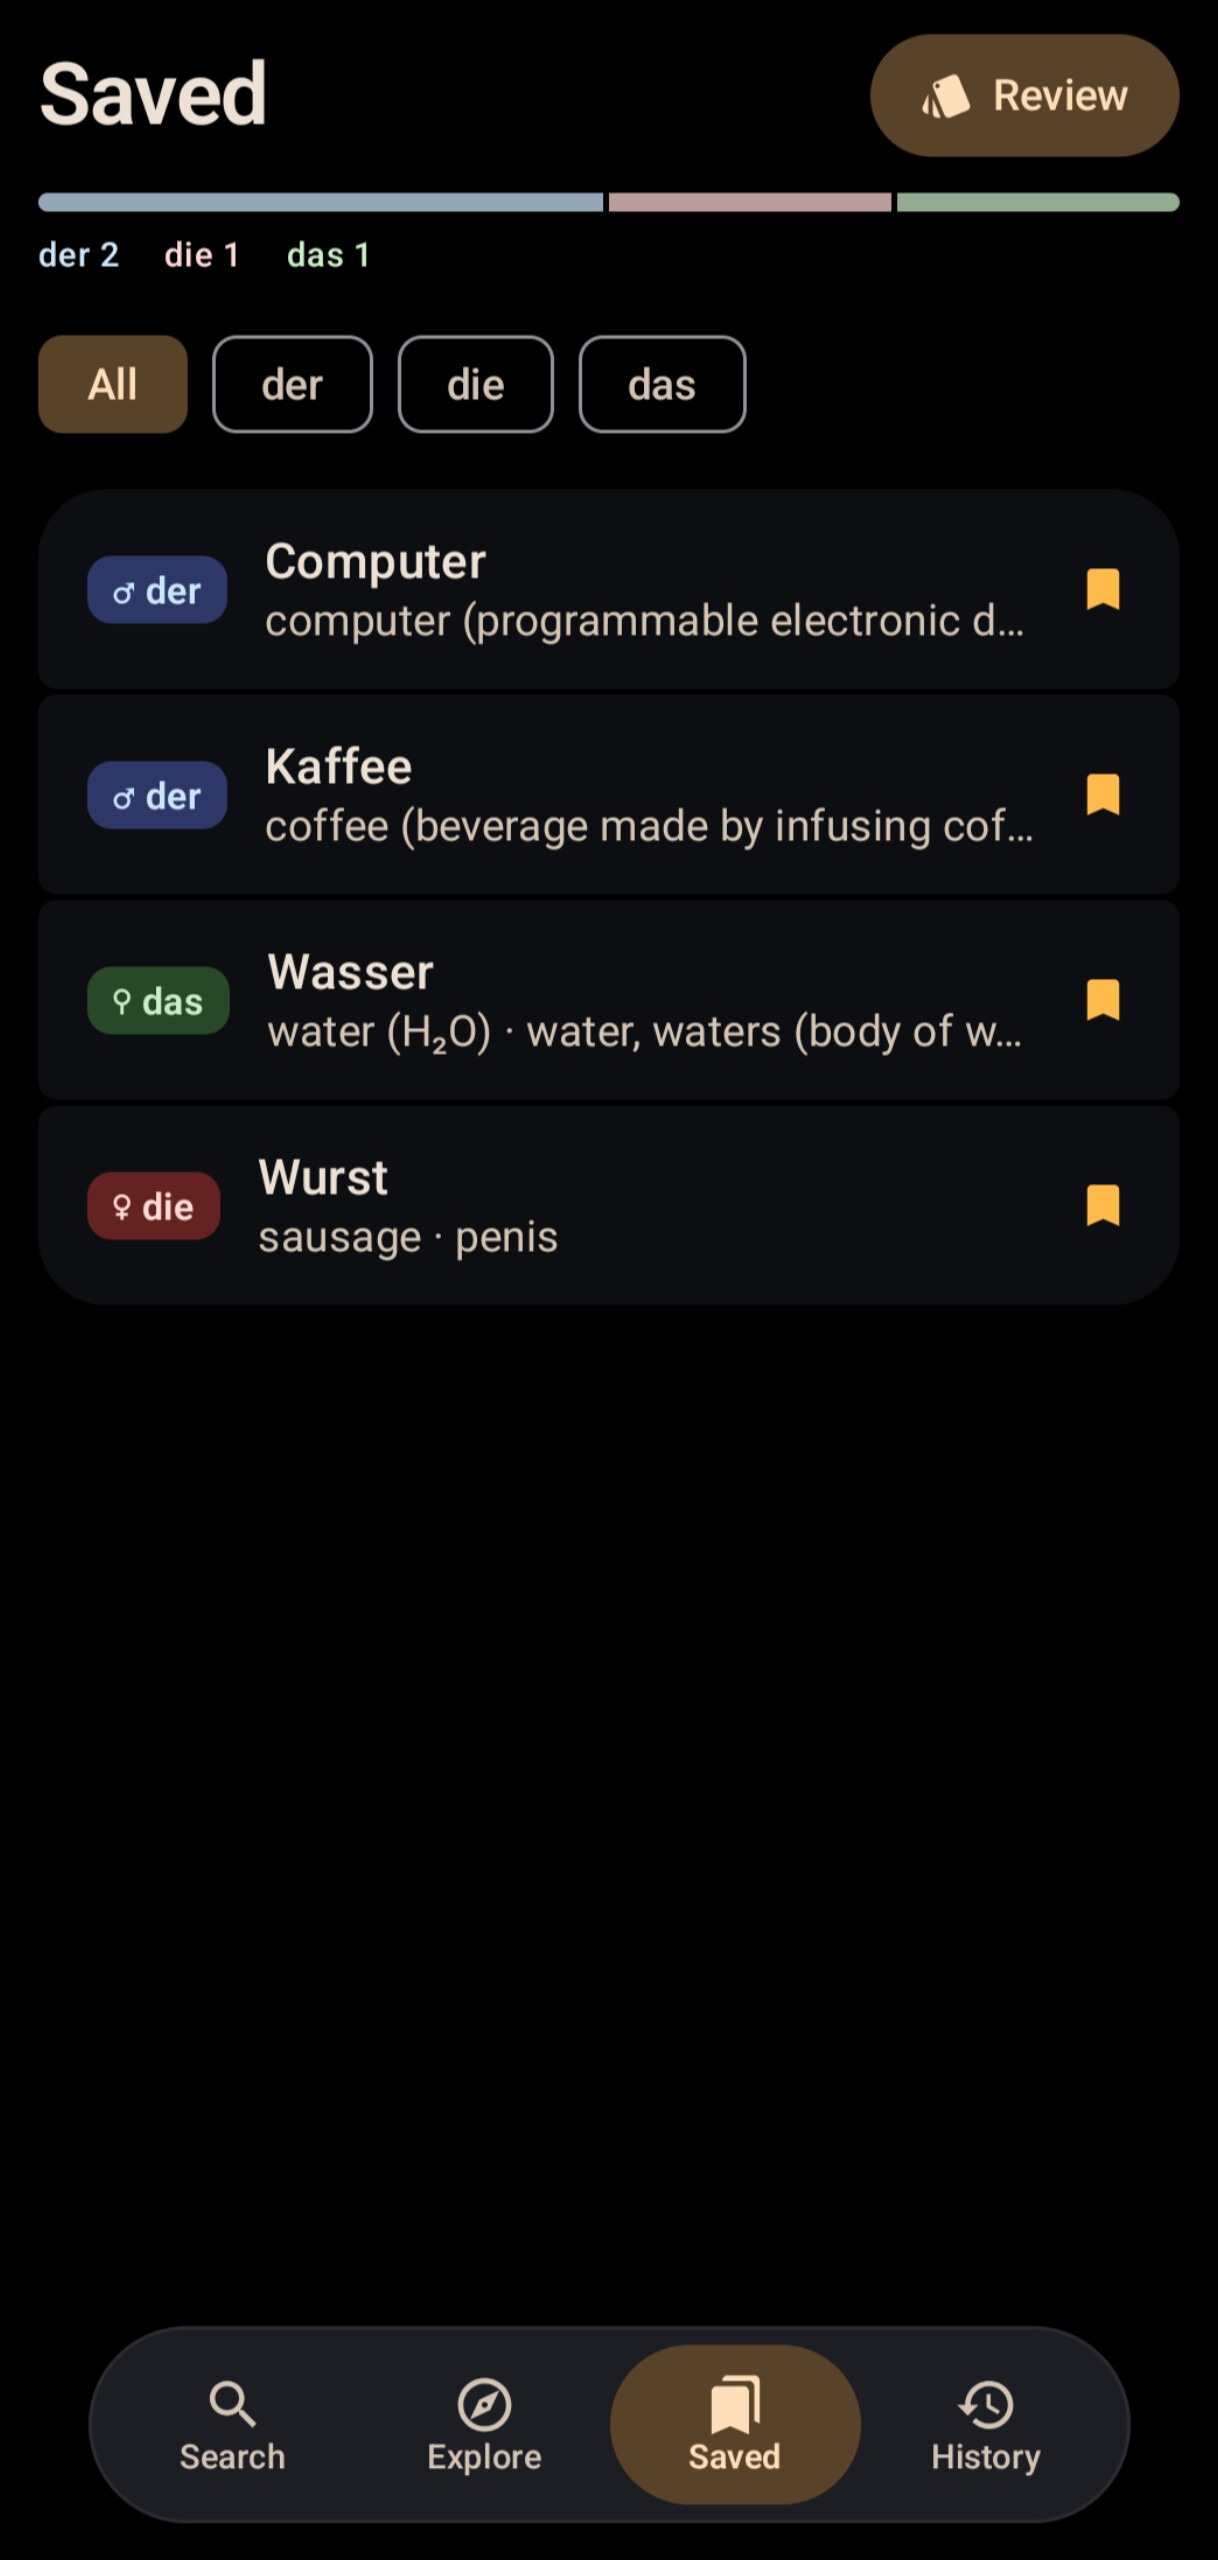 Saved
Review
der 2 die 1 das 1
All der die das
♂ der
Computer
computer (programmable electronic d…
♂ der
Kaffee
coffee (beverage made by infusing cof…
⚲ das
Wasser
water (H₂O) · water, waters (body of w…
♀ die
Wurst
sausage · penis
Search Explore Saved History